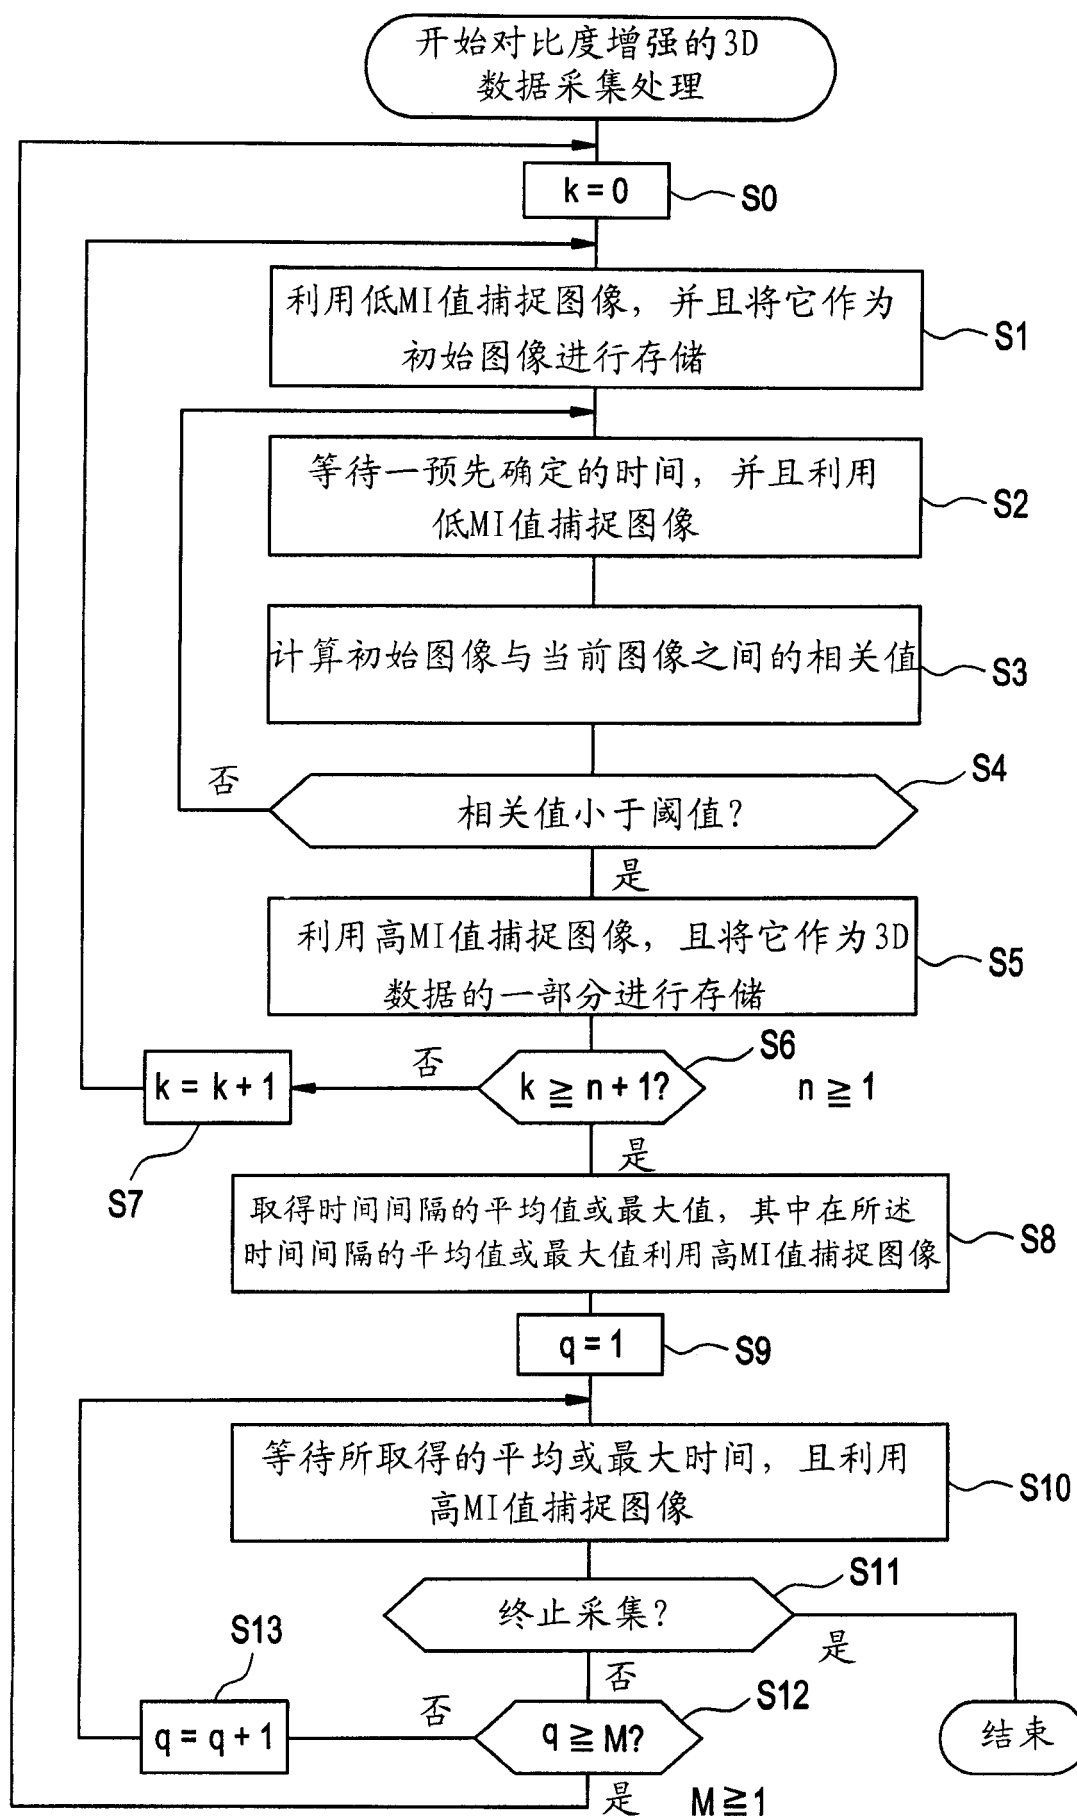 开始对比度增强的3D
数据采集处理
k = 0
S0
利用低MI值捕捉图像，并且将它作为
初始图像进行存储
S1
等待一预先确定的时间，并且利用
低MI值捕捉图像
S2
计算初始图像与当前图像之间的相关值
S3
S4
否
相关值小于阈值？
是
利用高MI值捕捉图像，且将它作为3D
数据的一部分进行存储
S5
S6
否
k = k + 1
k ≧ n + 1?
n ≧ 1
S7
是
取得时间间隔的平均值或最大值，其中在所述
时间间隔的平均值或最大值利用高MI值捕捉图像
S8
q = 1
S9
等待所取得的平均或最大时间，且利用
高MI值捕捉图像
S10
S11
终止采集？
是
S13
否
S12
否
q = q + 1
q ≧ M?
结束
是
M ≧ 1